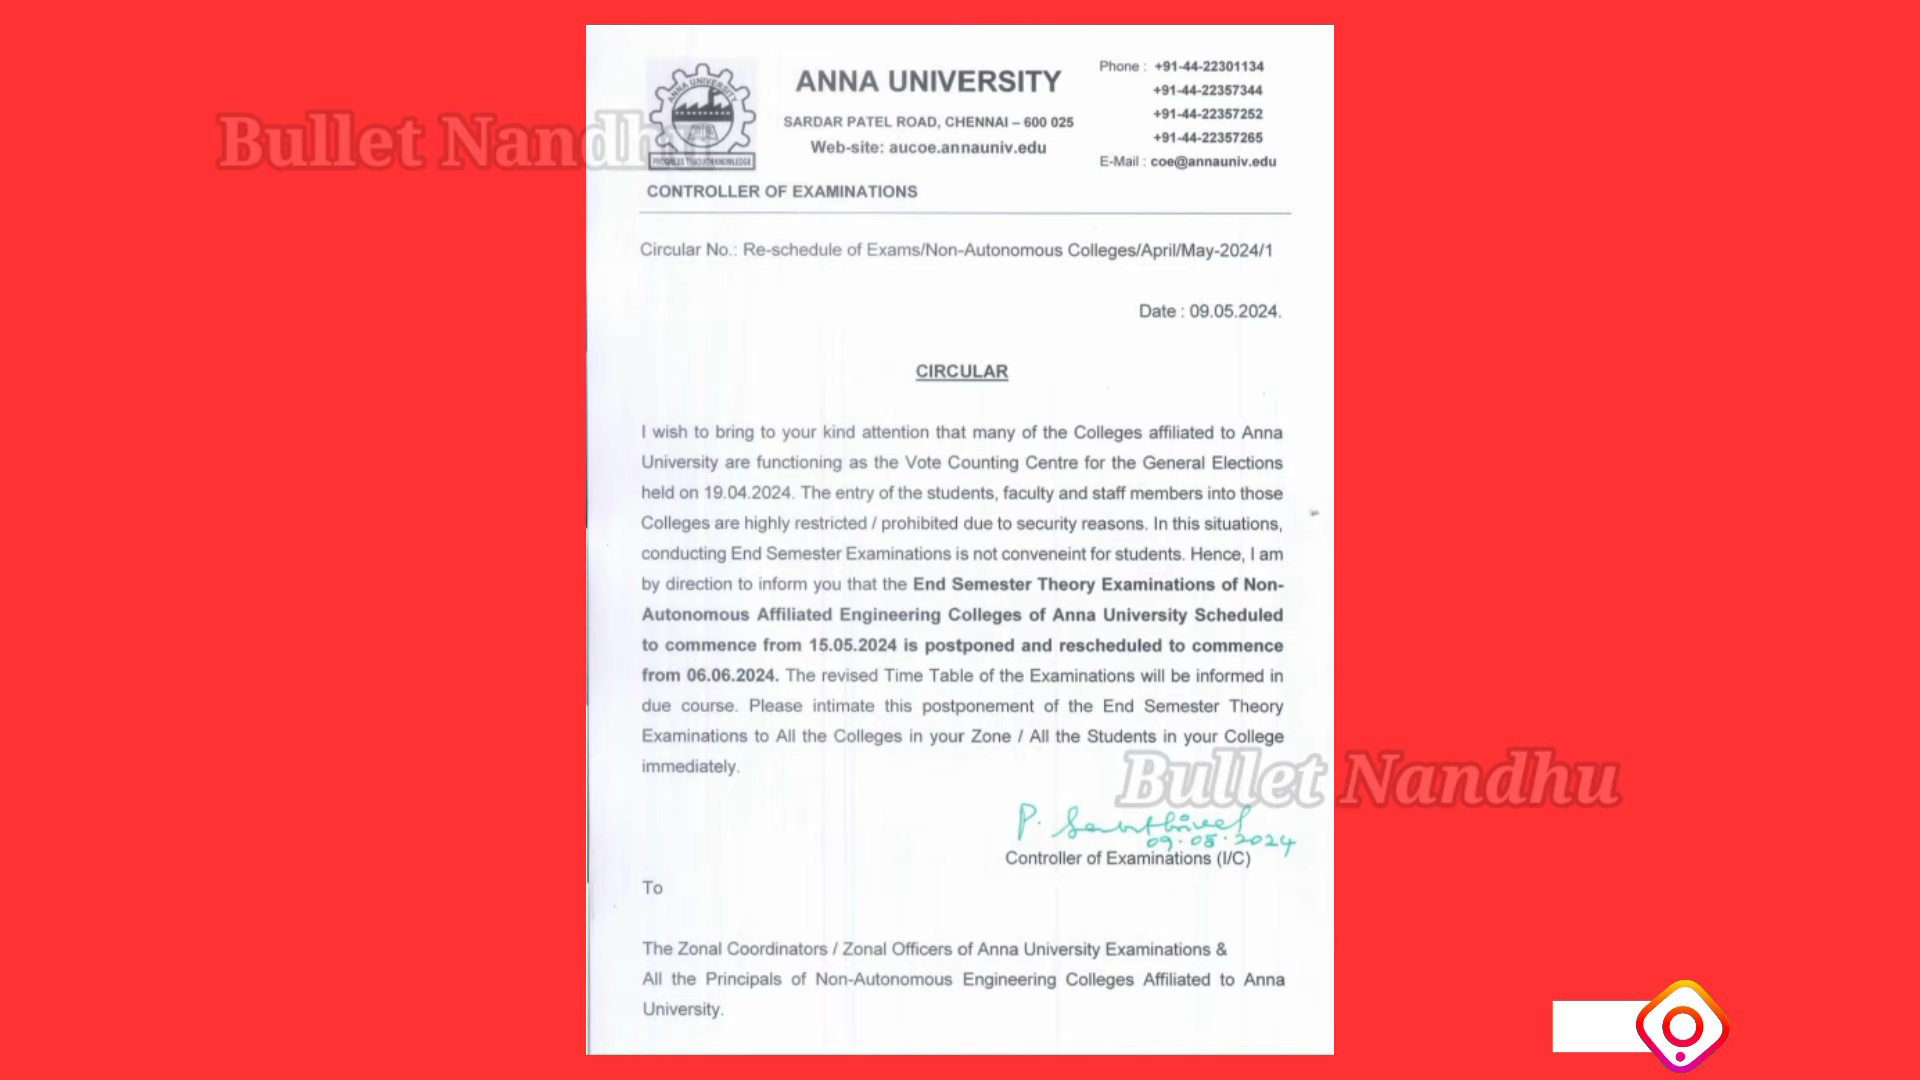 ANNA UNIVERSITY
SARDAR PATEL ROAD, CHENNAI – 600 025
Web-site: aucoe.annauniv.edu
Phone : +91-44-22301134
+91-44-22357344
+91-44-22357252
+91-44-22357265
E-Mail : coe@annauniv.edu
ANNA UNIVERSITY
PROGRESS THROUGH KNOWLEDGE
Bullet Nandhu
CONTROLLER OF EXAMINATIONS
Circular No.: Re-schedule of Exams/Non-Autonomous Colleges/April/May-2024/1
Date : 09.05.2024.
CIRCULAR
I wish to bring to your kind attention that many of the Colleges affiliated to Anna
University are functioning as the Vote Counting Centre for the General Elections
held on 19.04.2024. The entry of the students, faculty and staff members into those
Colleges are highly restricted / prohibited due to security reasons. In this situations,
conducting End Semester Examinations is not conveneint for students. Hence, I am
by direction to inform you that the End Semester Theory Examinations of Non-
Autonomous Affiliated Engineering Colleges of Anna University Scheduled
to commence from 15.05.2024 is postponed and rescheduled to commence
from 06.06.2024. The revised Time Table of the Examinations will be informed in
due course. Please intimate this postponement of the End Semester Theory
Examinations to All the Colleges in your Zone / All the Students in your College
immediately.
Bullet Nandhu
P.
09.05.2024
Controller of Examinations (I/C)
To
The Zonal Coordinators / Zonal Officers of Anna University Examinations &
All the Principals of Non-Autonomous Engineering Colleges Affiliated to Anna
University.